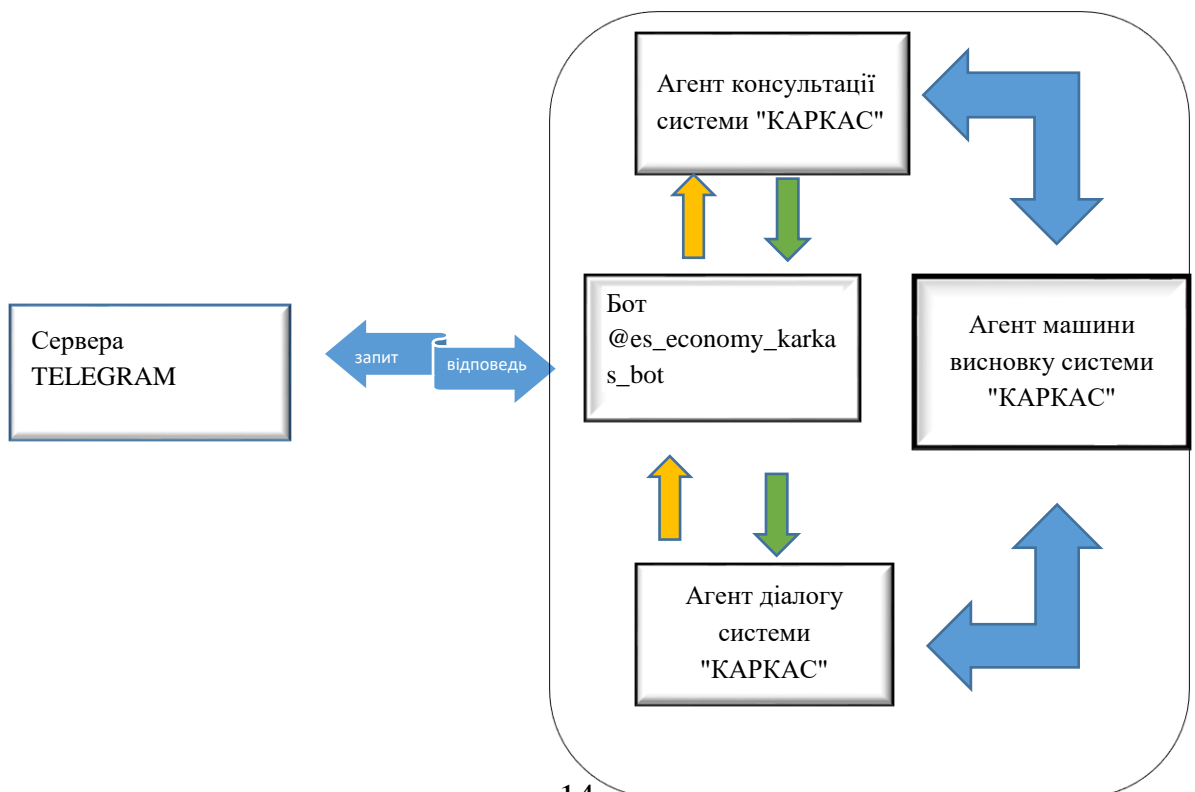 Агент консультації
системи "КАРКАС"
Сервера
TELEGRAM
запит
відповедь
Бот
@es_economy_karka
s_bot
Агент машини
висновку системи
"КАРКАС"
Агент діалогу
системи
"КАРКАС"
14